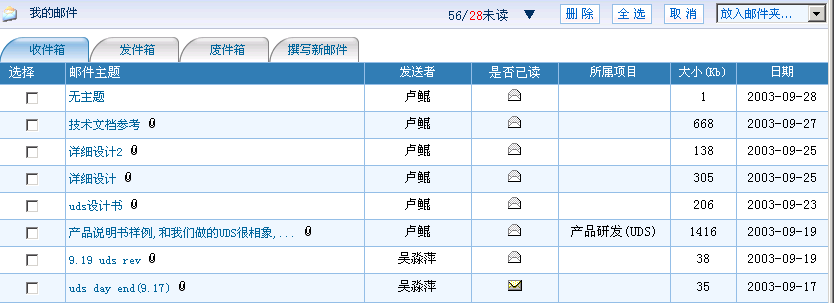 我的邮件 56/28未读 ▼ 删除 全选 取消 放入邮件夹...
收件箱 发件箱 废件箱 撰写新邮件
选择 邮件主题 发送者 是否已读 所属项目 大小(Kb) 日期
无主题 卢鲲 1 2003-09-28
技术文档参考 卢鲲 668 2003-09-27
详细设计2 卢鲲 138 2003-09-25
详细设计 卢鲲 305 2003-09-25
uds设计书 卢鲲 206 2003-09-23
产品说明书样例,和我们做的UDS很相象,... 卢鲲 产品研发(UDS) 1416 2003-09-19
9.19 uds rev 吴淼萍 38 2003-09-19
uds day end(9.17) 吴淼萍 35 2003-09-17